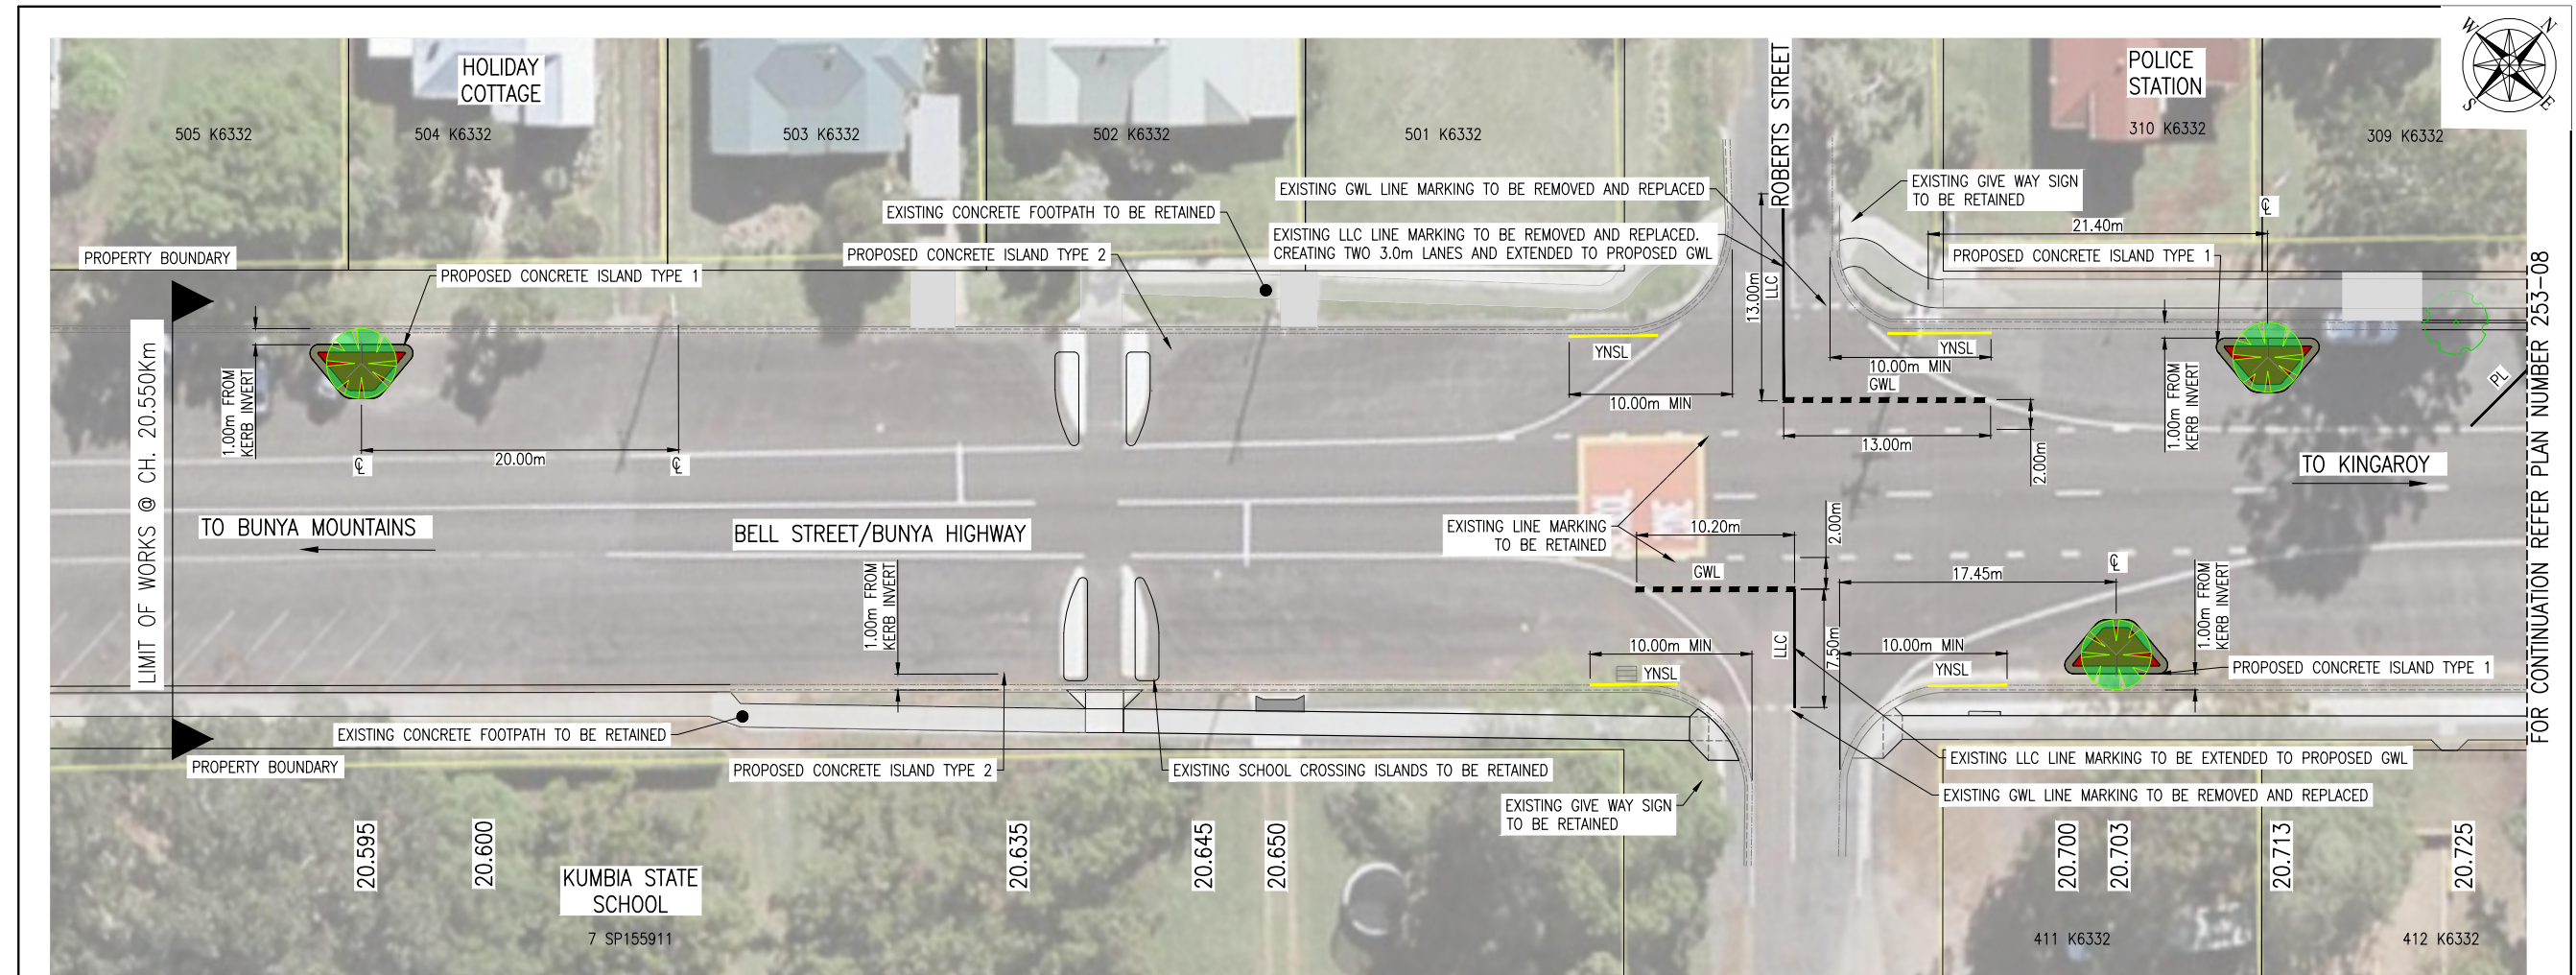 W
N
S
E
HOLIDAY
COTTAGE
505 K6332
504 K6332
503 K6332
502 K6332
501 K6332
ROBERTS STREET
POLICE
STATION
310 K6332
309 K6332
EXISTING GWL LINE MARKING TO BE REMOVED AND REPLACED
EXISTING GIVE WAY SIGN
TO BE RETAINED
EXISTING CONCRETE FOOTPATH TO BE RETAINED
21.40m
℄
EXISTING LLC LINE MARKING TO BE REMOVED AND REPLACED.
CREATING TWO 3.0m LANES AND EXTENDED TO PROPOSED GWL
PROPERTY BOUNDARY
PROPOSED CONCRETE ISLAND TYPE 2
PROPOSED CONCRETE ISLAND TYPE 1
PROPOSED CONCRETE ISLAND TYPE 1
13.00m
LLC
YNSL
YNSL
10.00m MIN
GWL
10.00m MIN
1.00m FROM
KERB INVERT
1.00m FROM
KERB INVERT
PL
20.00m
℄
℄
13.00m
2.00m
TO KINGAROY
LIMIT OF WORKS @ CH. 20.550Km
FOR CONTINUATION REFER PLAN NUMBER 253-08
TO BUNYA MOUNTAINS
BELL STREET/BUNYA HIGHWAY
EXISTING LINE MARKING
TO BE RETAINED
10.20m
2.00m
GWL
17.45m
℄
1.00m FROM
KERB INVERT
1.00m FROM
KERB INVERT
10.00m MIN
YNSL
LLC
7.50m
10.00m MIN
YNSL
PROPOSED CONCRETE ISLAND TYPE 1
EXISTING CONCRETE FOOTPATH TO BE RETAINED
PROPERTY BOUNDARY
PROPOSED CONCRETE ISLAND TYPE 2
EXISTING SCHOOL CROSSING ISLANDS TO BE RETAINED
EXISTING LLC LINE MARKING TO BE EXTENDED TO PROPOSED GWL
EXISTING GWL LINE MARKING TO BE REMOVED AND REPLACED
EXISTING GIVE WAY SIGN
TO BE RETAINED
20.595
20.600
20.635
20.645
20.650
20.700
20.703
20.713
20.725
KUMBIA STATE
SCHOOL
7 SP155911
411 K6332
412 K6332